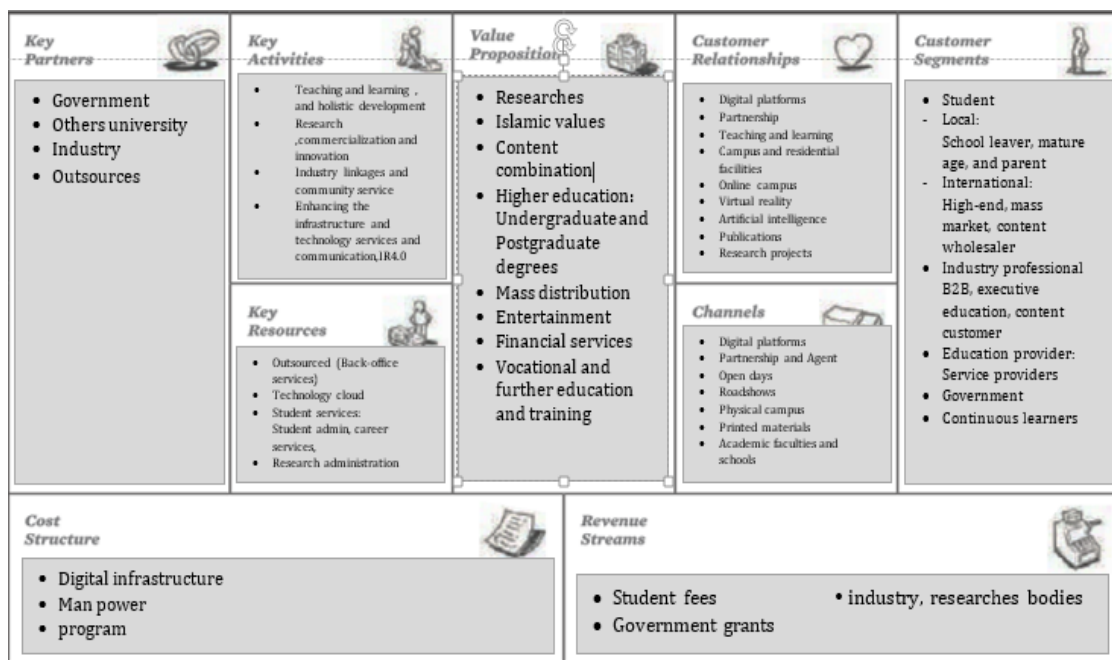 Key
Partners
• Government
• Others university
• Industry
• Outsources
Key
Activities
• Teaching and learning ,
and holistic development
• Research
,commercialization and
innovation
• Industry linkages and
community service
• Enhancing the
infrastructure and
technology services and
communication,IR4.0
Key
Resources
• Outsourced (Back-office
services)
• Technology cloud
• Student services:
Student admin, career
services,
• Research administration
Value
Proposition
• Researches
• Islamic values
• Content
combination
• Higher education:
Undergraduate and
Postgraduate
degrees
• Mass distribution
• Entertainment
• Financial services
• Vocational and
further education
and training
Customer
Relationships
• Digital platforms
• Partnership
• Teaching and learning
• Campus and residential
facilities
• Online campus
• Virtual reality
• Artificial intelligence
• Publications
• Research projects
Channels
• Digital platforms
• Partnership and Agent
• Open days
• Roadshows
• Physical campus
• Printed materials
• Academic faculties and
schools
Customer
Segments
• Student
- Local:
School leaver, mature
age, and parent
- International:
High-end, mass
market, content
wholesaler
• Industry professional
B2B, executive
education, content
customer
• Education provider:
Service providers
• Government
• Continuous learners
Cost
Structure
• Digital infrastructure
• Man power
• program
Revenue
Streams
• Student fees
• Government grants
• industry, researches bodies